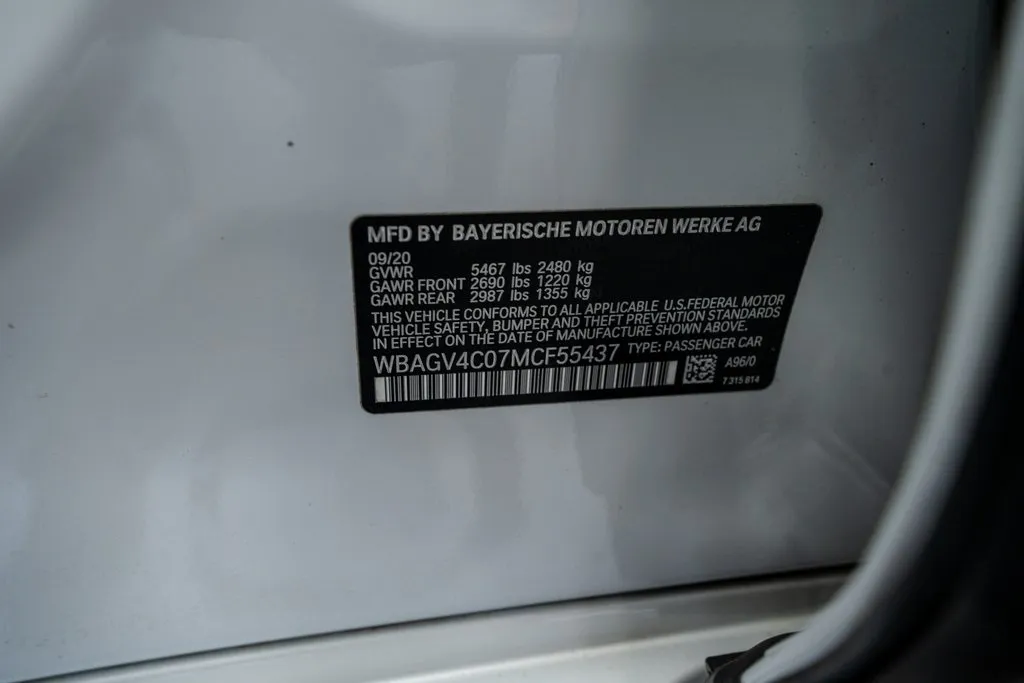 MFD BY BAYERISCHE MOTOREN WERKE AG
09/20
GVWR 5467 lbs 2480 kg
GAWR FRONT 2690 lbs 1220 kg
GAWR REAR 2987 lbs 1355 kg
THIS VEHICLE CONFORMS TO ALL APPLICABLE U.S.FEDERAL MOTOR
VEHICLE SAFETY, BUMPER AND THEFT PREVENTION STANDARDS
IN EFFECT ON THE DATE OF MANUFACTURE SHOWN ABOVE.
WBAGV4C07MCF55437 TYPE: PASSENGER CAR
A96/0
7 315 814